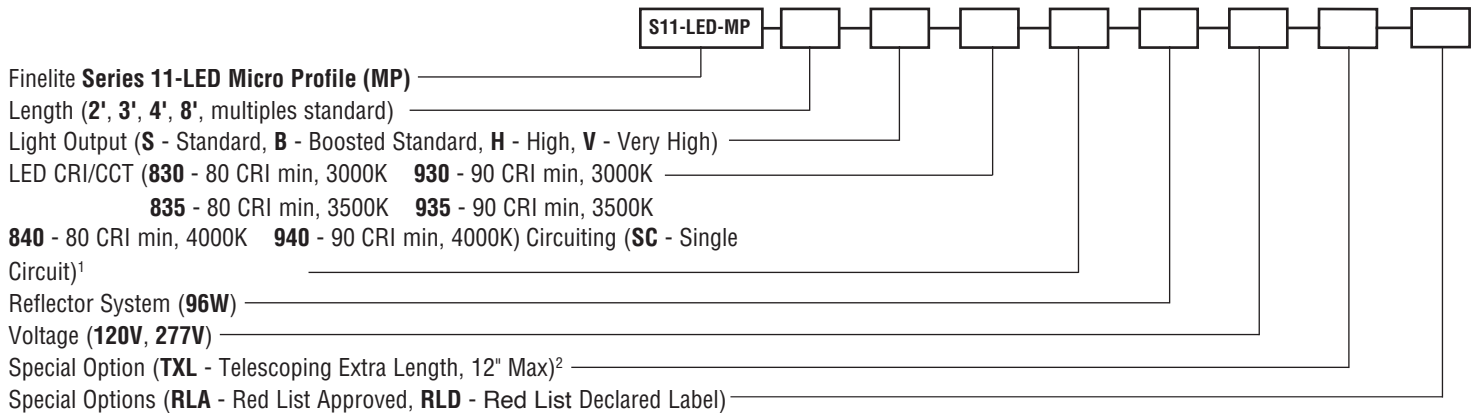 S11-LED-MP
Finelite Series 11-LED Micro Profile (MP)
Length (2', 3', 4', 8', multiples standard)
Light Output (S - Standard, B - Boosted Standard, H - High, V - Very High)
LED CRI/CCT (830 - 80 CRI min, 3000K 930 - 90 CRI min, 3000K
835 - 80 CRI min, 3500K 935 - 90 CRI min, 3500K
840 - 80 CRI min, 4000K 940 - 90 CRI min, 4000K) Circuiting (SC - Single
Circuit)¹
Reflector System (96W)
Voltage (120V, 277V)
Special Option (TXL - Telescoping Extra Length, 12" Max)²
Special Options (RLA - Red List Approved, RLD - Red List Declared Label)